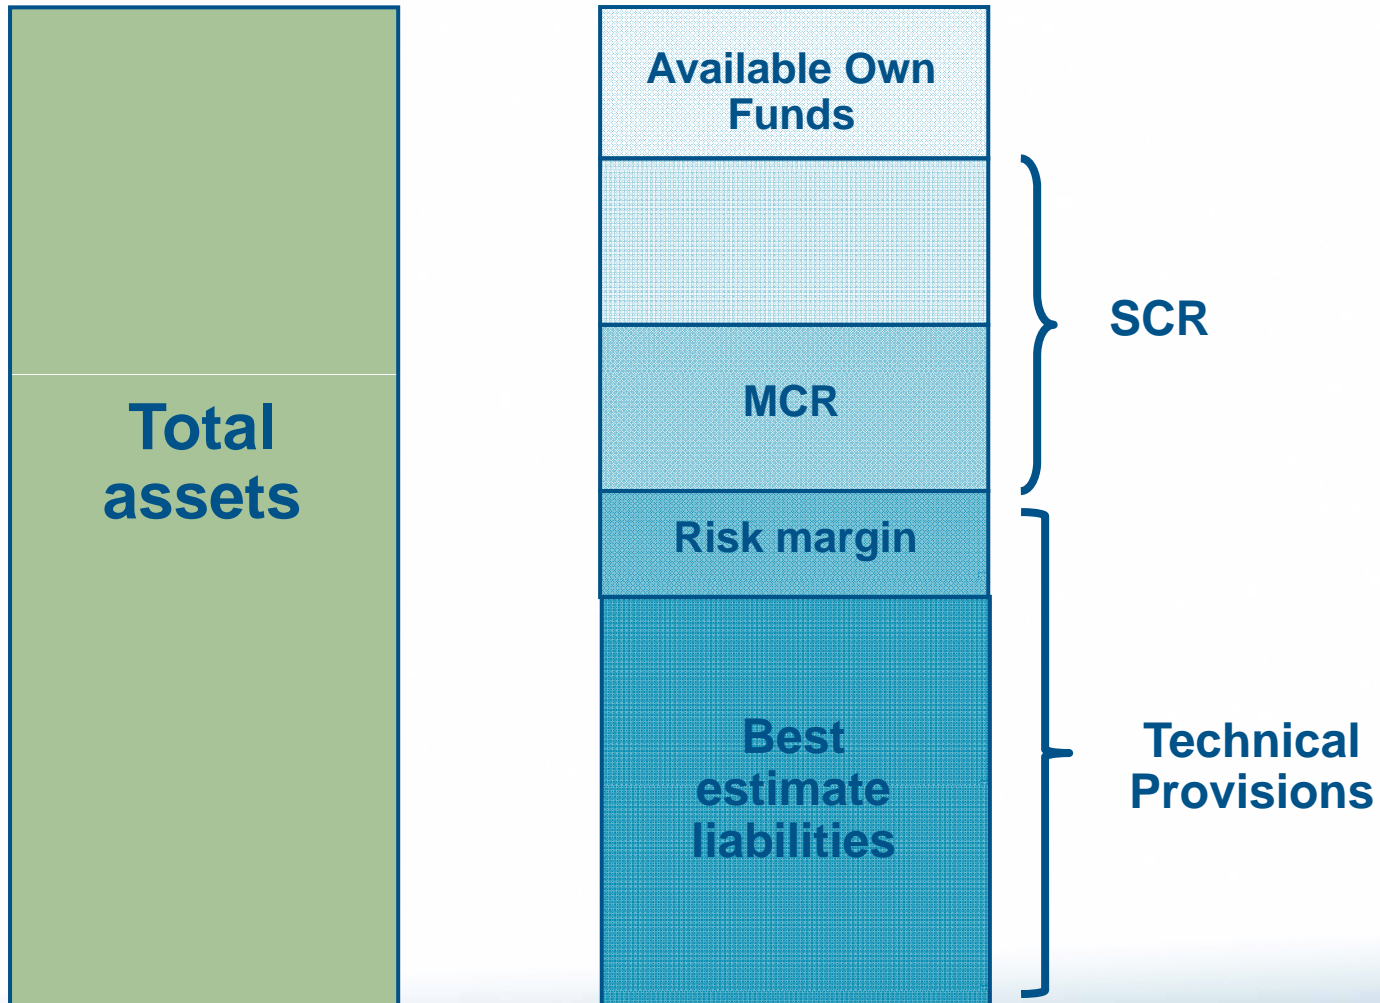 Available Own
Funds
SCR
MCR
Total
assets
Risk margin
Best
estimate
liabilities
Technical
Provisions